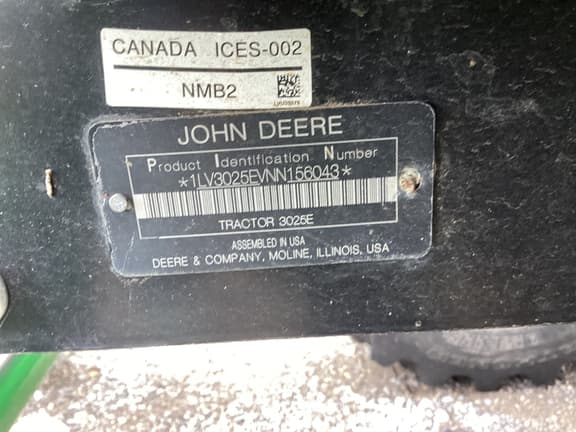 CANADA ICES-002
NMB2
JOHN DEERE
Product Identification Number
*1LV3025EVNN156043*
TRACTOR 3025E
ASSEMBLED IN USA
DEERE & COMPANY, MOLINE, ILLINOIS, USA